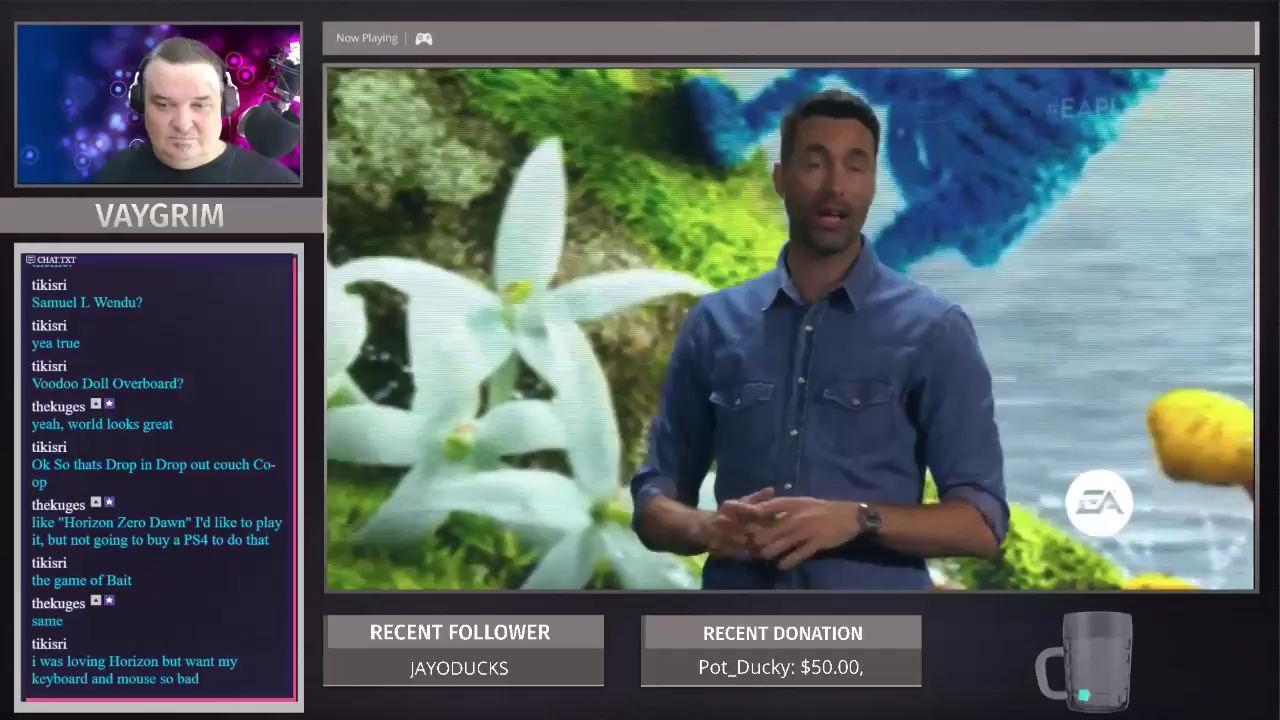 Now Playing |
#EAPL
EA
VAYGRIM
CHAT.TXT
tikisri
Samuel L Wendu?
tikisri
yea true
tikisri
Voodoo Doll Overboard?
thekuges
yeah, world looks great
tikisri
Ok So thats Drop in Drop out couch Co-
op
thekuges
like "Horizon Zero Dawn" I'd like to play
it, but not going to buy a PS4 to do that
tikisri
the game of Bait
thekuges
same
tikisri
i was loving Horizon but want my
keyboard and mouse so bad
RECENT FOLLOWER
JAYODUCKS
RECENT DONATION
Pot_Ducky: $50.00,